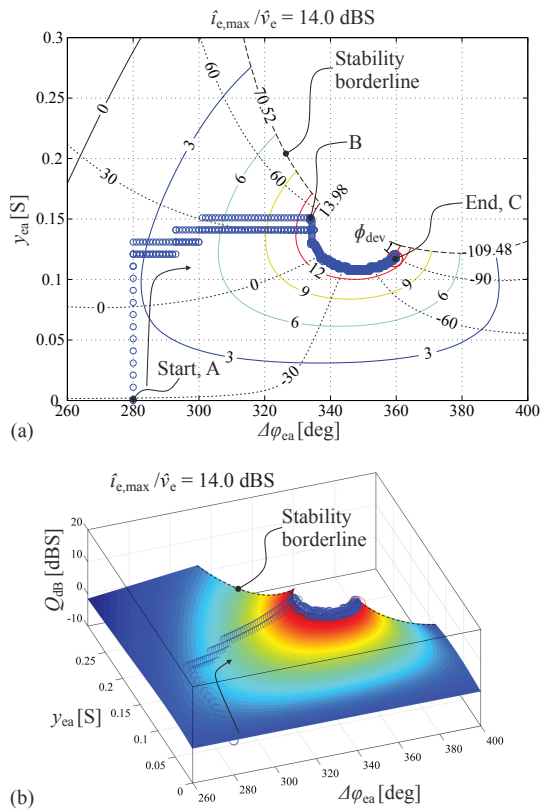 î_e,max / v̂_e = 14.0 dBS
0.3
0.25
0.2
0.15
0.1
0.05
0
y_ea [S]
0
60
70.52
Stability
borderline
3
30
6
60
B
9
13.98
End, C
ϕ_dev
-109.48
12
-90
0
9
9
6
0
6
-60
3
-30
3
Start, A
260 280 300 320 340 360 380 400
(a)
Δφ_ea [deg]
î_e,max / v̂_e = 14.0 dBS
Stability
borderline
20
10
0
-10
Q_dB [dBS]
0.25
0.2
0.15
0.1
0.05
0
y_ea [S]
260 280 300 320 340 360 380 400
(b)
Δφ_ea [deg]